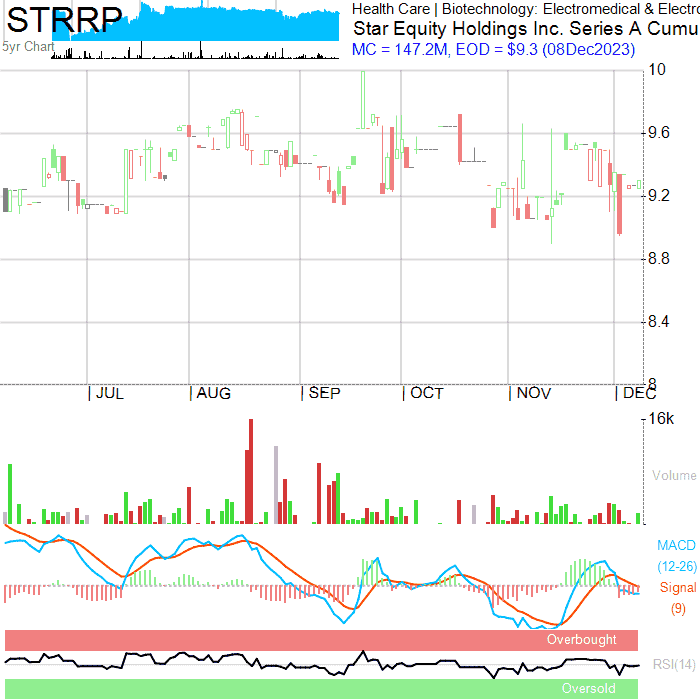 STRRP
5yr Chart
Health Care | Biotechnology: Electromedical & Electro
Star Equity Holdings Inc. Series A Cumu
MC = 147.2M, EOD = $9.3 (08Dec2023)
10
9.6
9.2
8.8
8.4
8
JUL AUG SEP OCT NOV DEC
16k
Volume
MACD
(12-26)
Signal
(9)
Overbought
RSI(14)
Oversold